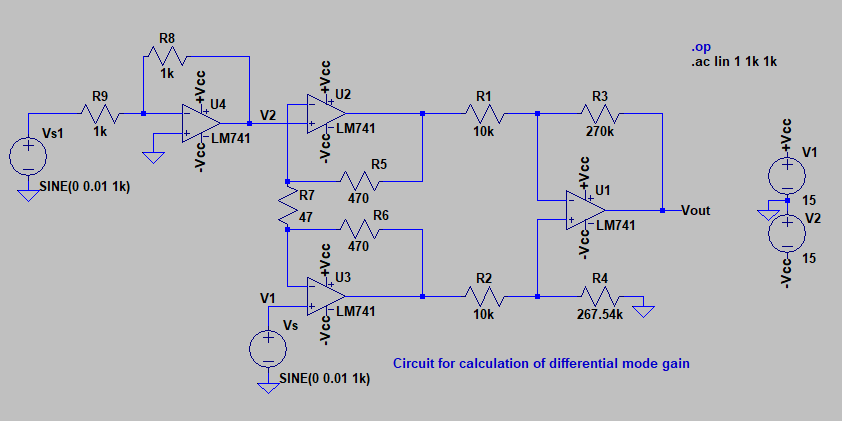 .op
.ac lin 1 1k 1k
R8
1k
+Vcc
U4
LM741
-Vcc
R9
1k
Vs1
SINE(0 0.01 1k)
V2
+Vcc
U2
LM741
-Vcc
R1
10k
R3
270k
R5
470
R7
47
R6
470
+Vcc
U1
LM741
-Vcc
Vout
+Vcc
V1
15
V2
15
-Vcc
+Vcc
U3
LM741
-Vcc
V1
Vs
SINE(0 0.01 1k)
R2
10k
R4
267.54k
Circuit for calculation of differential mode gain